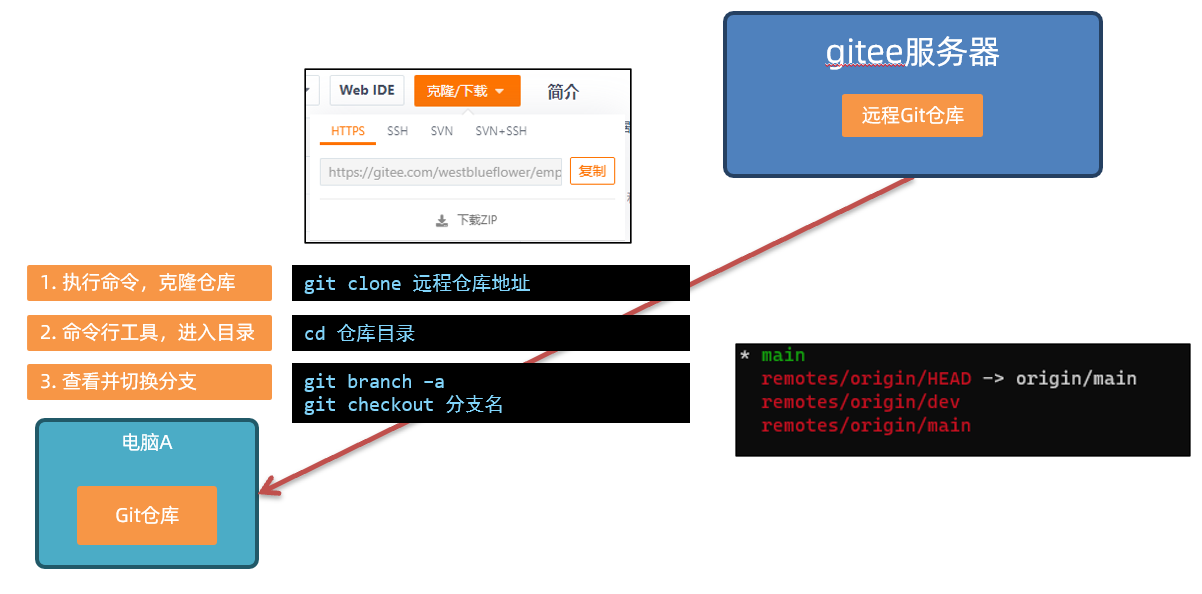 gitee服务器
远程Git仓库
Web IDE
克隆/下载
简介
HTTPS
SSH
SVN
SVN+SSH
https://gitee.com/westblueflower/emp
复制
下载ZIP
1. 执行命令，克隆仓库
git clone 远程仓库地址
2. 命令行工具，进入目录
cd 仓库目录
3. 查看并切换分支
git branch –a
git checkout 分支名
* main
remotes/origin/HEAD -> origin/main
remotes/origin/dev
remotes/origin/main
电脑A
Git仓库